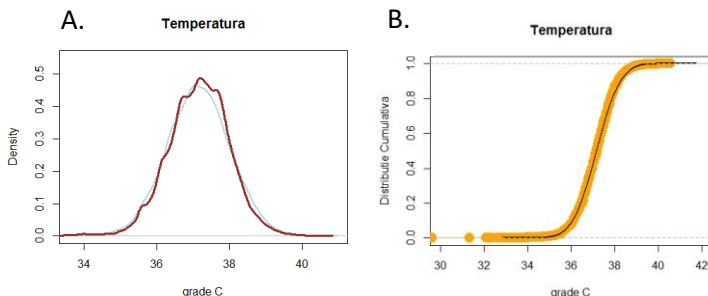 A.
Temperatura
Density
0.0 0.1 0.2 0.3 0.4 0.5
34 36 38 40
grade C
B.
Temperatura
Distributie Cumulativa
0.0 0.2 0.4 0.6 0.8 1.0
30 32 34 36 38 40 42
grade C